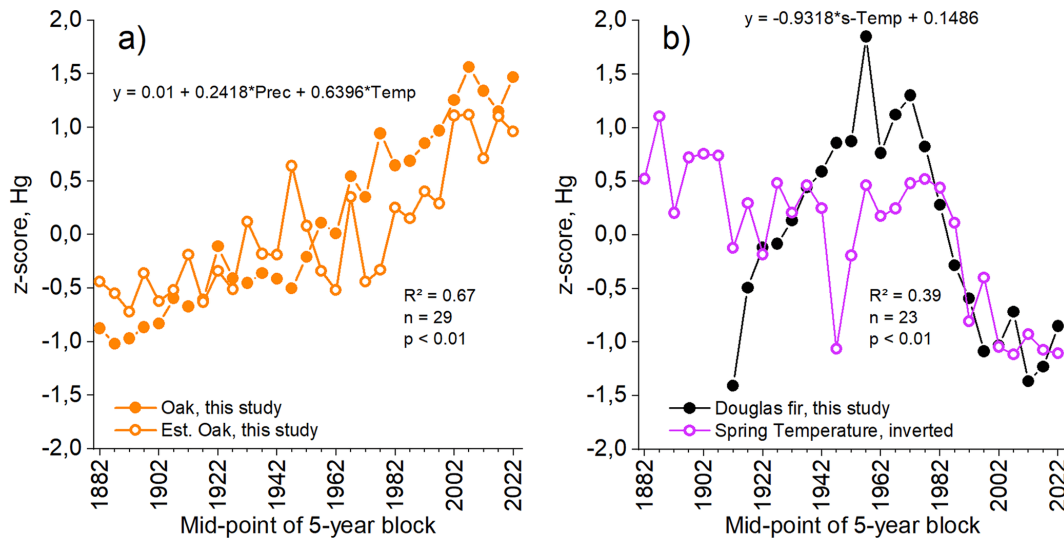 a)
y = 0.01 + 0.2418*Prec + 0.6396*Temp
R² = 0.67
n = 29
p < 0.01
Oak, this study
Est. Oak, this study
z-score, Hg
2,0
1,5
1,0
0,5
0,0
-0,5
-1,0
-1,5
-2,0
1882
1902
1922
1942
1962
1982
2002
2022
Mid-point of 5-year block
y = -0.9318*s-Temp + 0.1486
b)
R² = 0.39
n = 23
p < 0.01
Douglas fir, this study
Spring Temperature, inverted
z-score, Hg
2,0
1,5
1,0
0,5
0,0
-0,5
-1,0
-1,5
-2,0
1882
1902
1922
1942
1962
1982
2002
2022
Mid-point of 5-year block